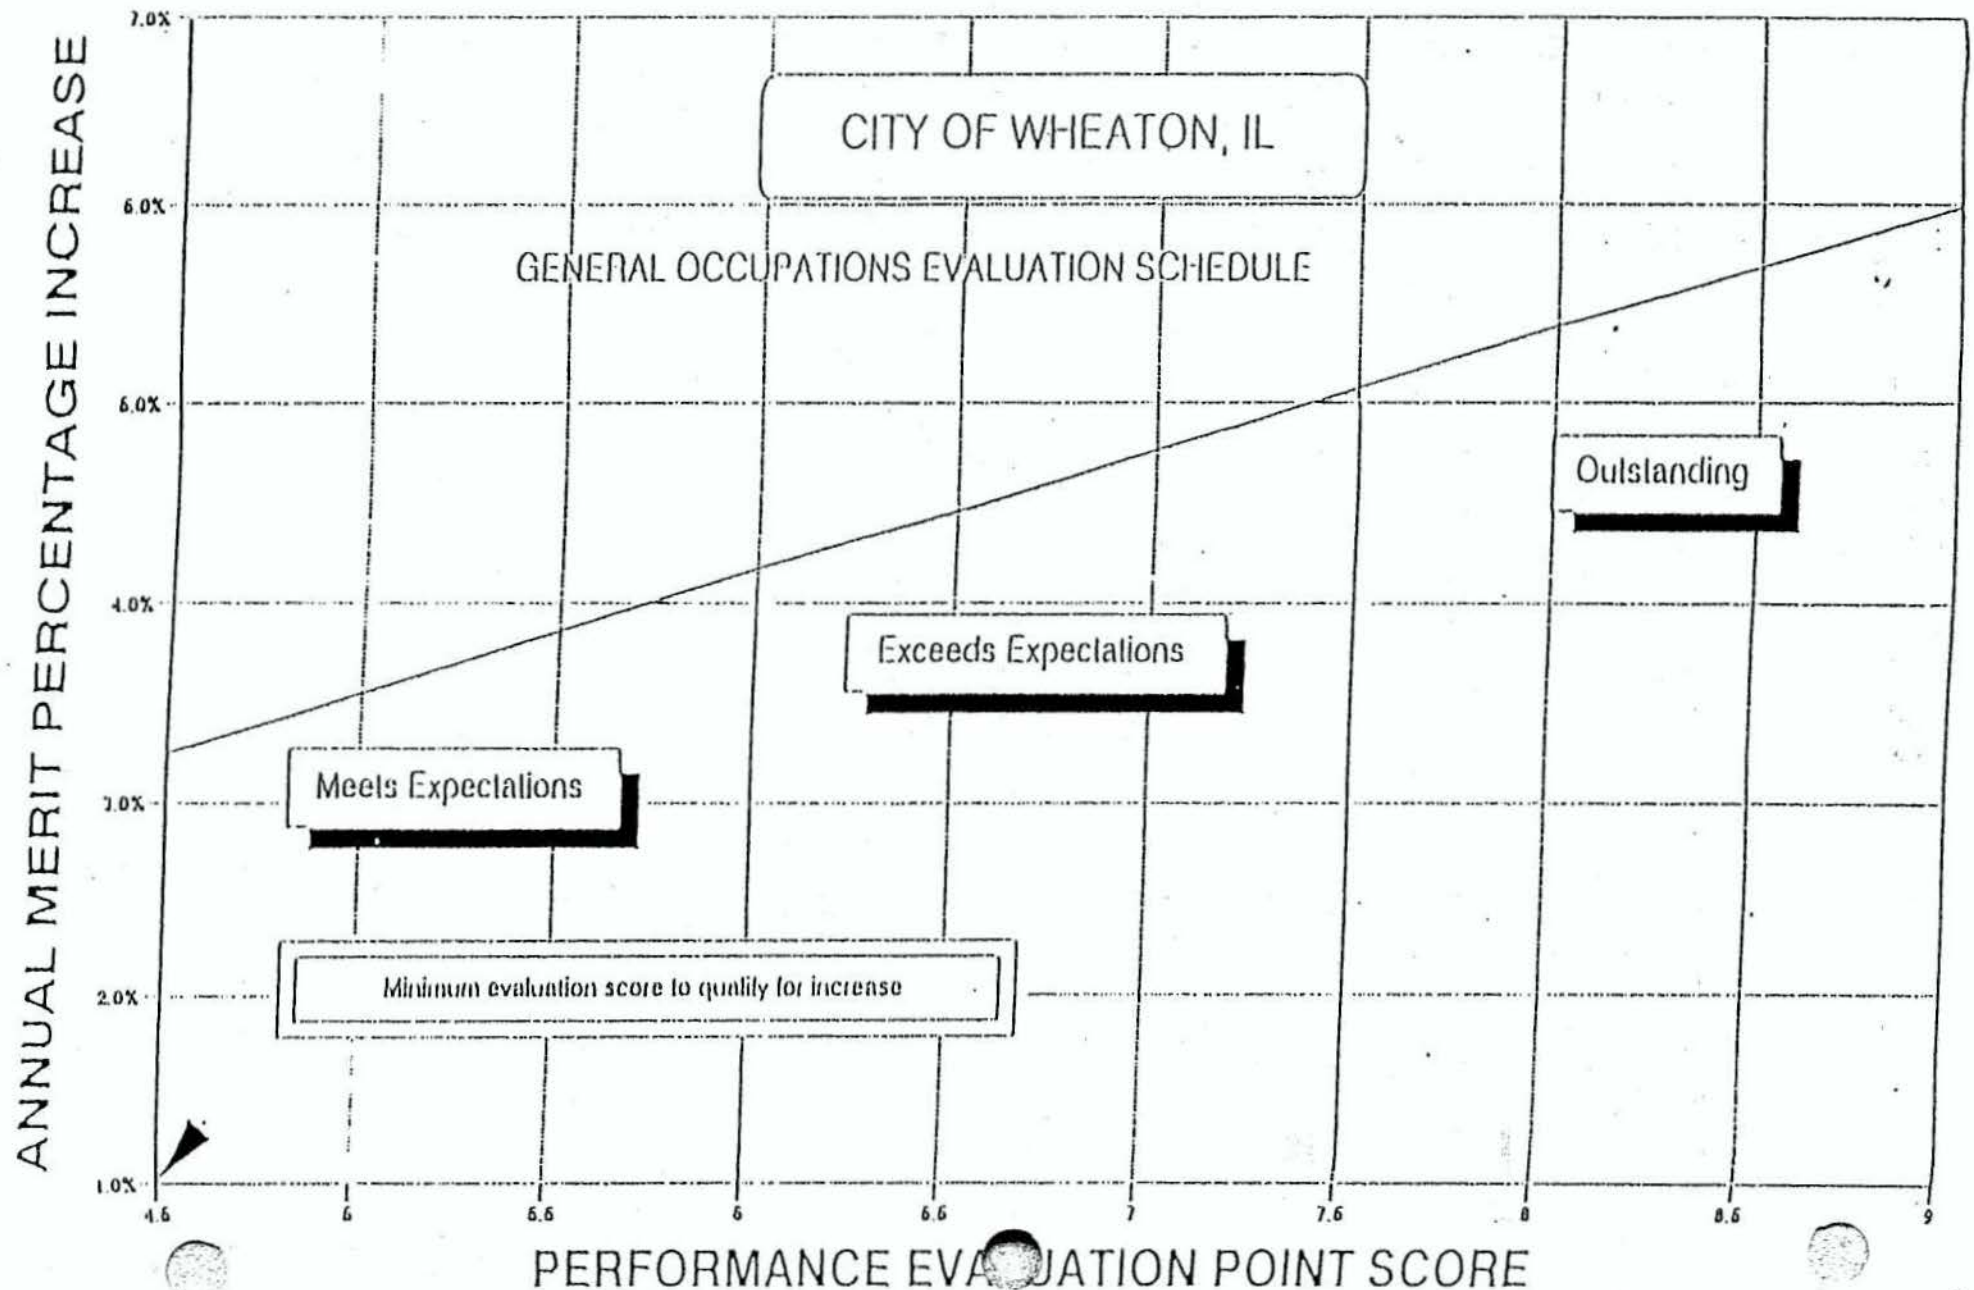 7.0%
CITY OF WHEATON, IL
6.0%
GENERAL OCCUPATIONS EVALUATION SCHEDULE
5.0%
Outstanding
4.0%
Exceeds Expectations
Meets Expectations
3.0%
Minimum evaluation score to qualify for increase
2.0%
1.0%
ANNUAL MERIT PERCENTAGE INCREASE
4.5 5 5.5 6 6.5 7 7.5 8 8.5 9
PERFORMANCE EVALUATION POINT SCORE